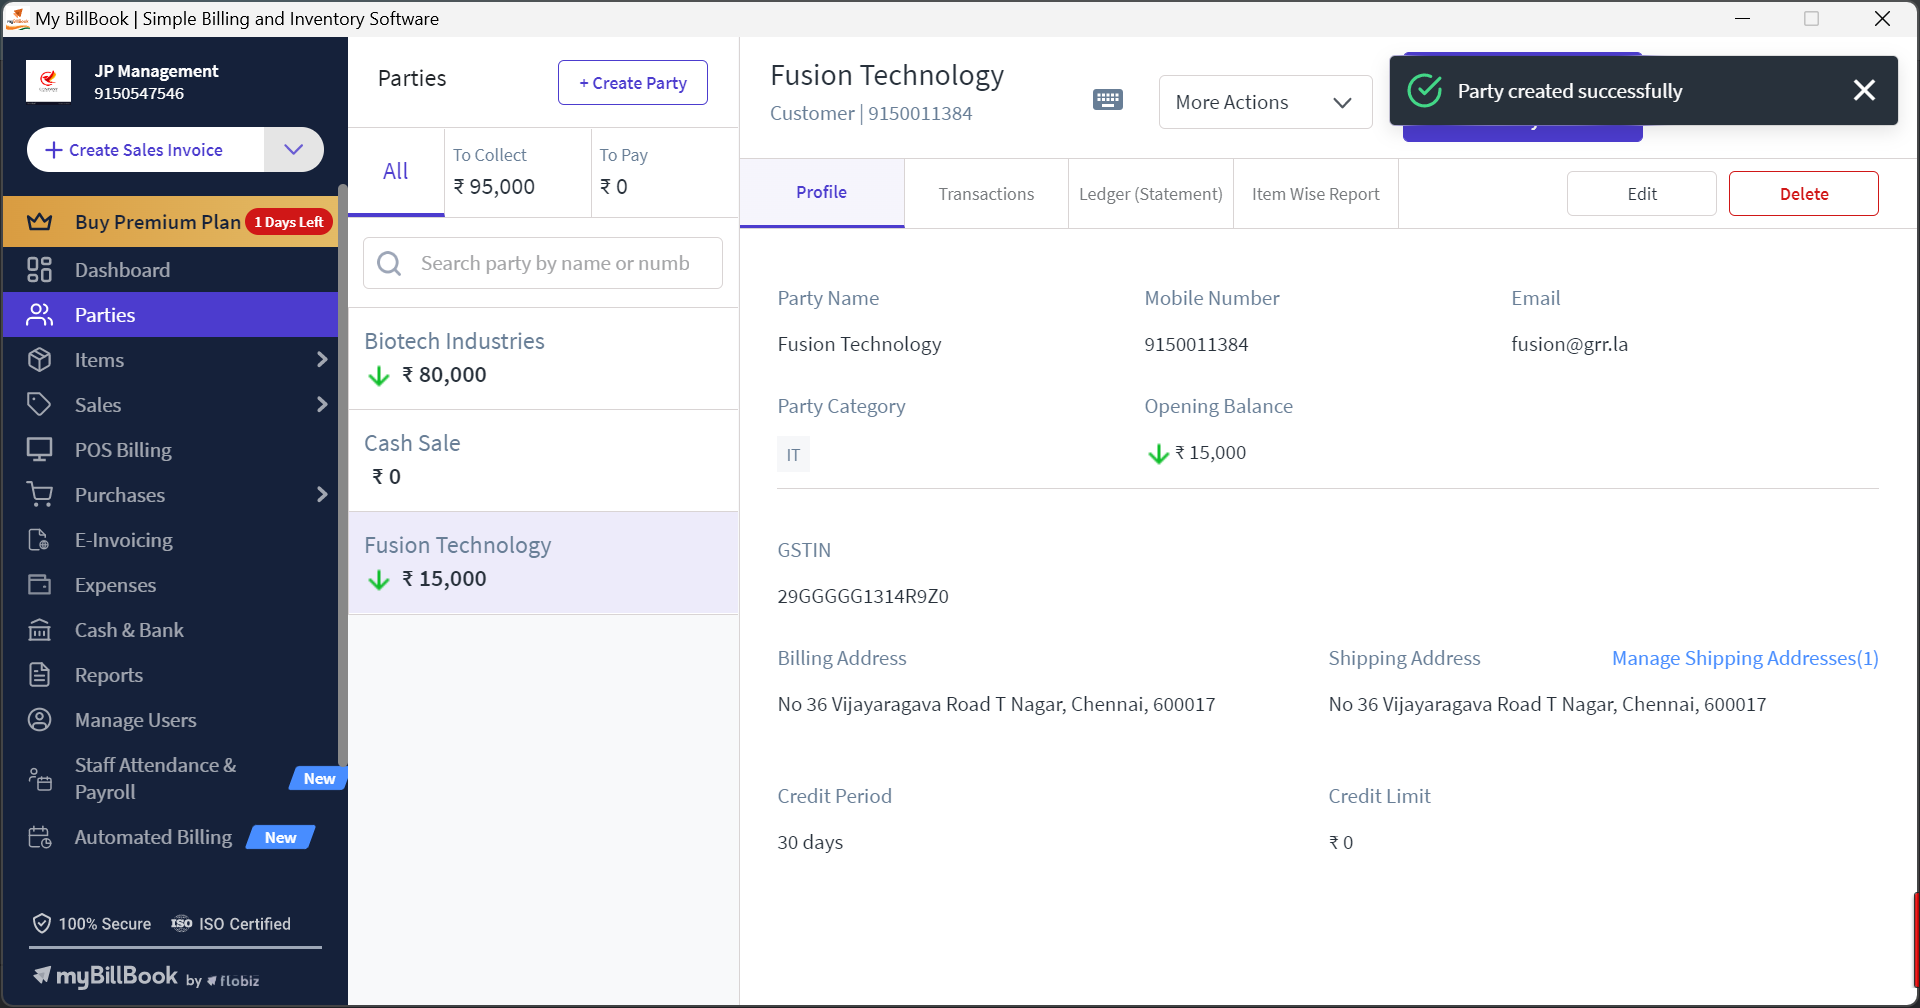 My BillBook | Simple Billing and Inventory Software
JP Management
9150547546
Create Sales Invoice
Buy Premium Plan 1 Days Left
Dashboard
Parties
Items
Sales
POS Billing
Purchases
E-Invoicing
Expenses
Cash & Bank
Reports
Manage Users
Staff Attendance &
Payroll
New
Automated Billing New
100% Secure ISO ISO Certified
myBillBook by flobiz
Parties
+ Create Party
All
To Collect
₹ 95,000
To Pay
₹ 0
Search party by name or numb
Biotech Industries
₹ 80,000
Cash Sale
₹ 0
Fusion Technology
₹ 15,000
Fusion Technology
Customer | 9150011384
More Actions
Party created successfully
Profile
Transactions
Ledger (Statement)
Item Wise Report
Edit
Delete
Party Name
Fusion Technology
Mobile Number
9150011384
Email
fusion@grr.la
Party Category
IT
Opening Balance
₹ 15,000
GSTIN
29GGGGG1314R9Z0
Billing Address
No 36 Vijayaragava Road T Nagar, Chennai, 600017
Shipping Address
Manage Shipping Addresses(1)
No 36 Vijayaragava Road T Nagar, Chennai, 600017
Credit Period
30 days
Credit Limit
₹ 0